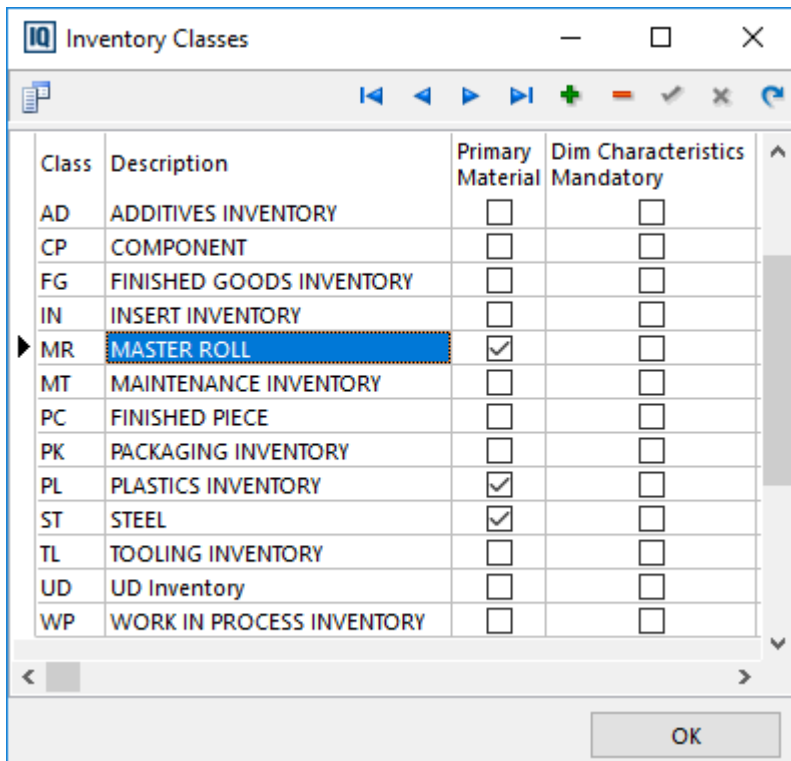 IQ Inventory Classes
Class Description Primary Material Dim Characteristics Mandatory
AD ADDITIVES INVENTORY
CP COMPONENT
FG FINISHED GOODS INVENTORY
IN INSERT INVENTORY
MR MASTER ROLL
MT MAINTENANCE INVENTORY
PC FINISHED PIECE
PK PACKAGING INVENTORY
PL PLASTICS INVENTORY
ST STEEL
TL TOOLING INVENTORY
UD UD Inventory
WP WORK IN PROCESS INVENTORY
OK